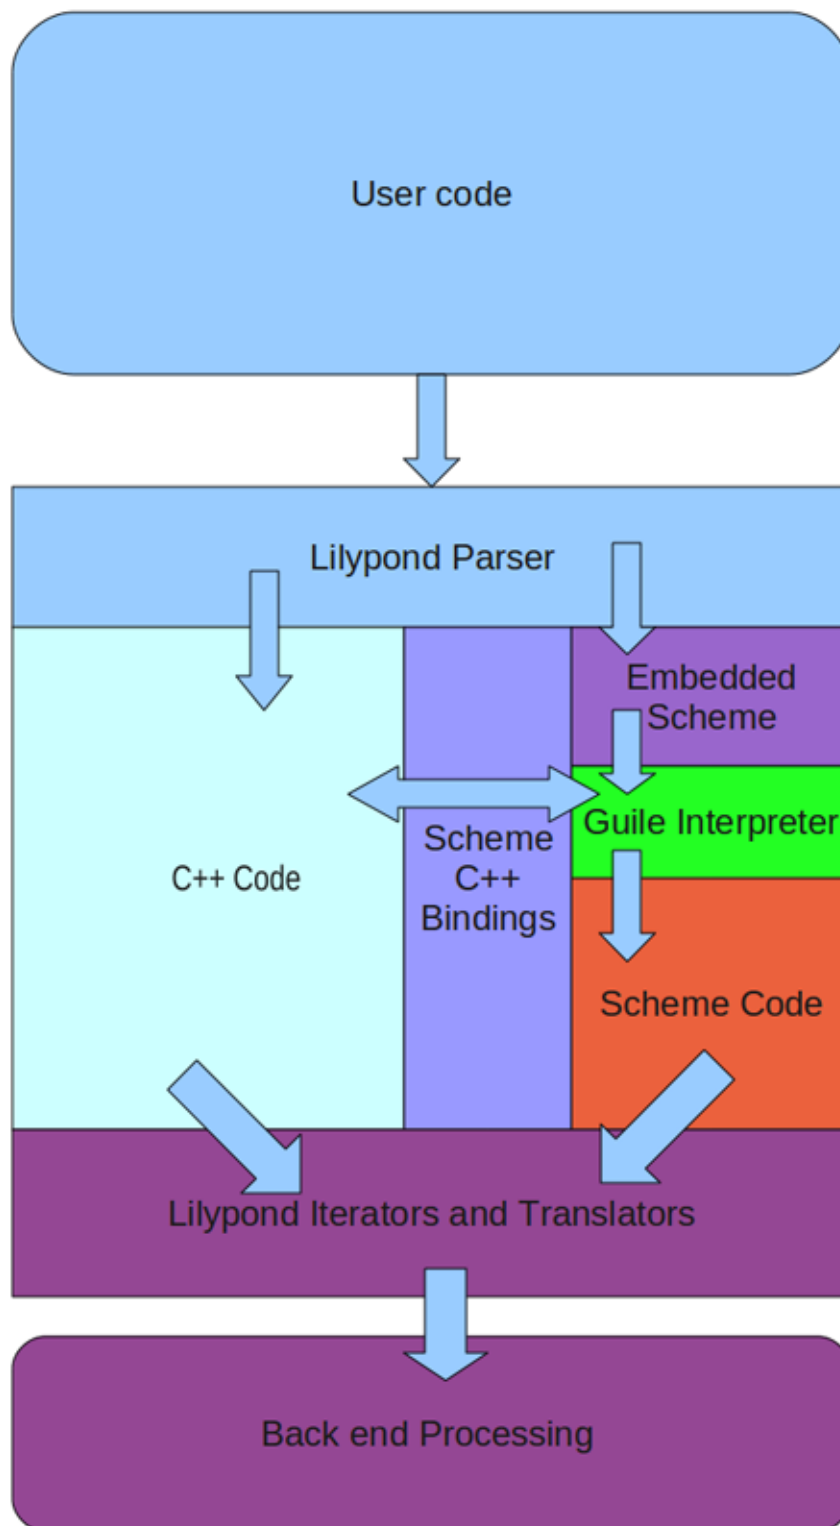 User code
Lilypond Parser
Embedded
Scheme
Guile Interpreter
Scheme
C++
Bindings
C++ Code
Scheme Code
Lilypond Iterators and Translators
Back end Processing